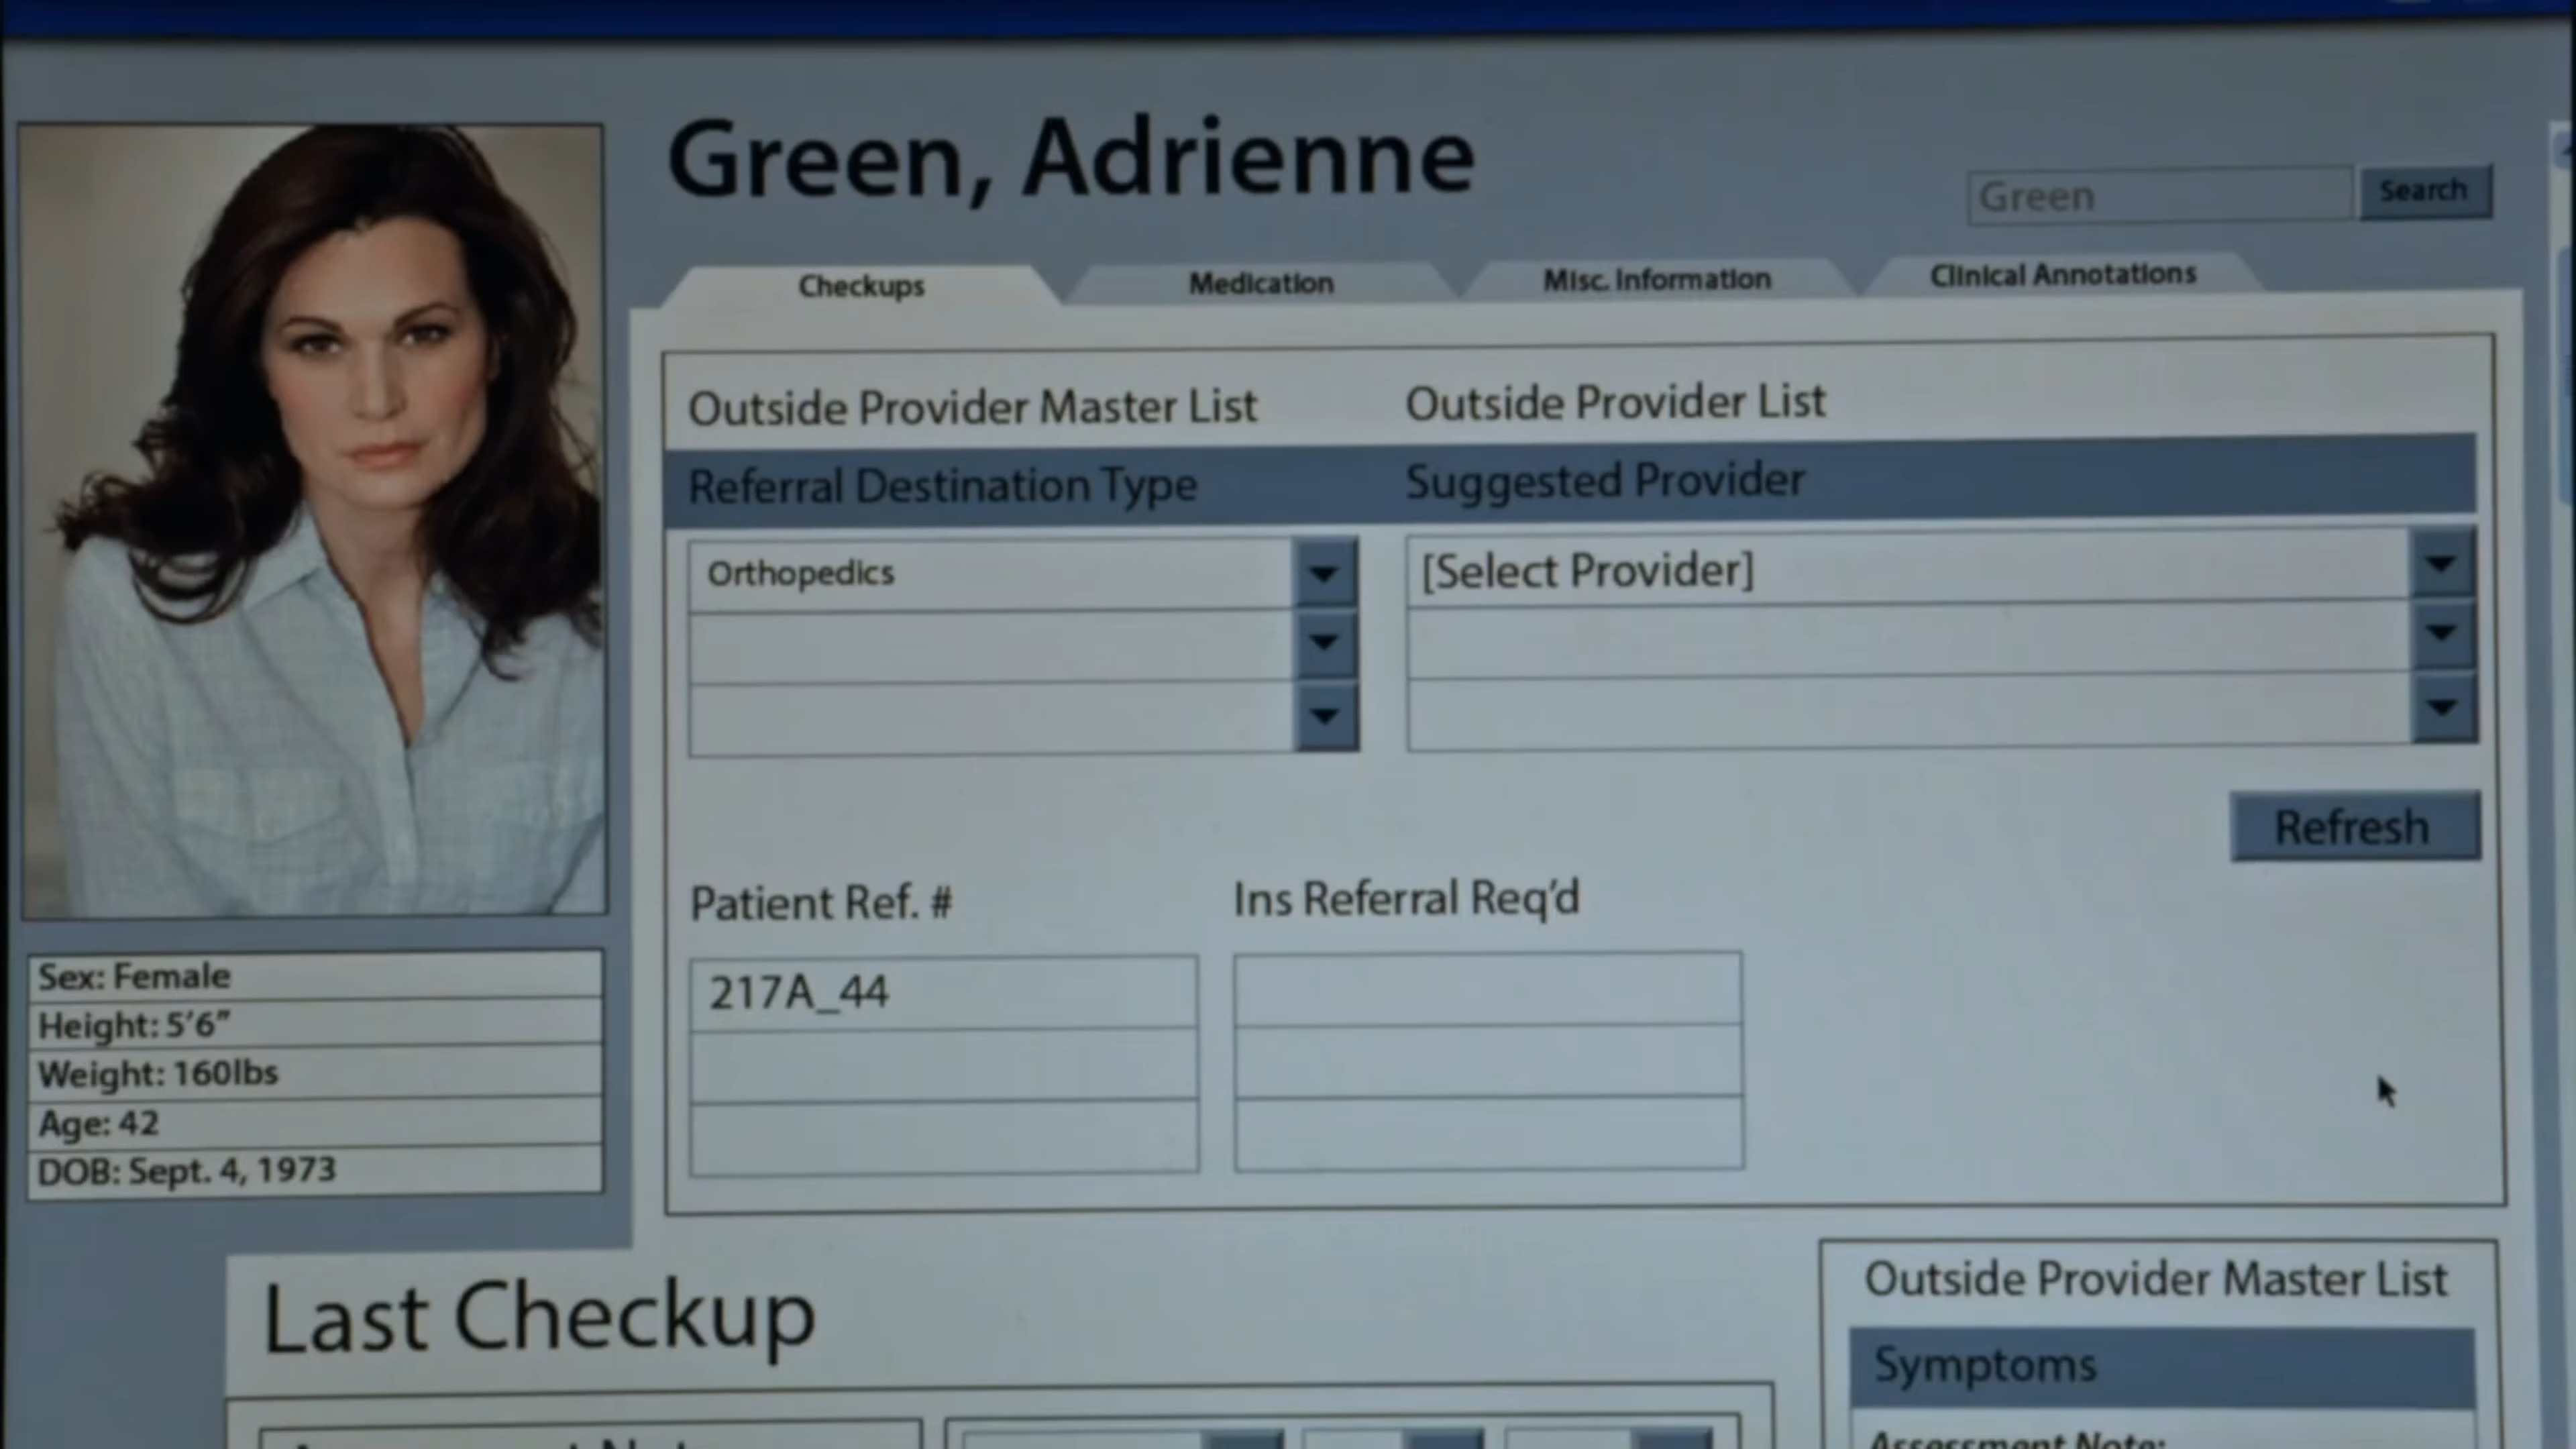 Green, Adrienne
Green
Search
Checkups
Medication
Misc. Information
Clinical Annotations
Outside Provider Master List
Outside Provider List
Referral Destination Type
Suggested Provider
Orthopedics
[Select Provider]
Refresh
Patient Ref. #
Ins Referral Req'd
217A_44
Sex: Female
Height: 5'6"
Weight: 160lbs
Age: 42
DOB: Sept. 4, 1973
Last Checkup
Outside Provider Master List
Symptoms
Assessment Note: